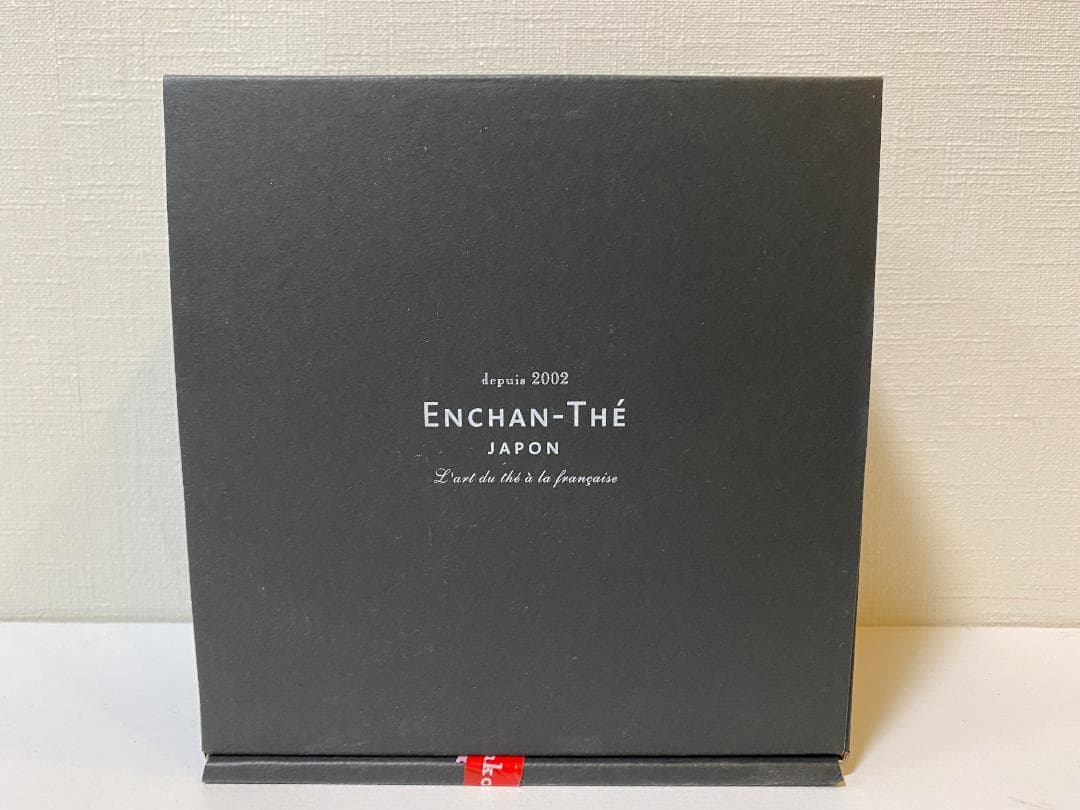 depuis 2002
ENCHAN-THÉ
JAPON
L'art du thé à la française